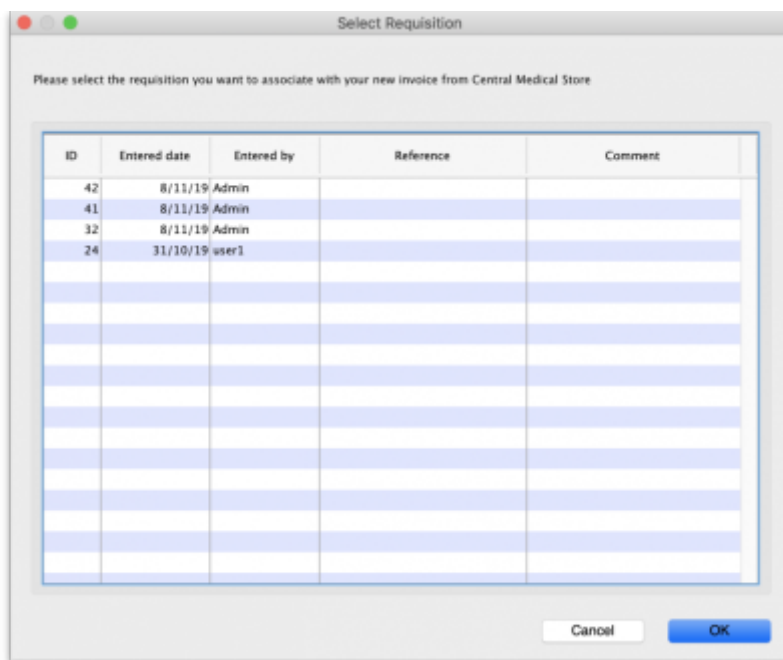 Select Requisition
Please select the requisition you want to associate with your new invoice from Central Medical Store
ID Entered date Entered by Reference Comment
42 8/11/19 Admin
41 8/11/19 Admin
32 8/11/19 Admin
24 31/10/19 user1
Cancel OK